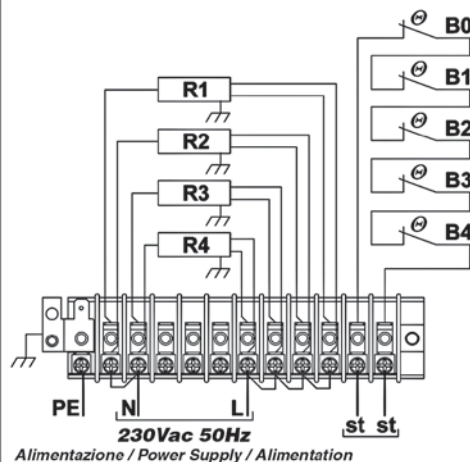 B0
R1
B1
R2
B2
R3
B3
R4
B4
PE N L st st
230Vac 50Hz
Alimentazione / Power Supply / Alimentation